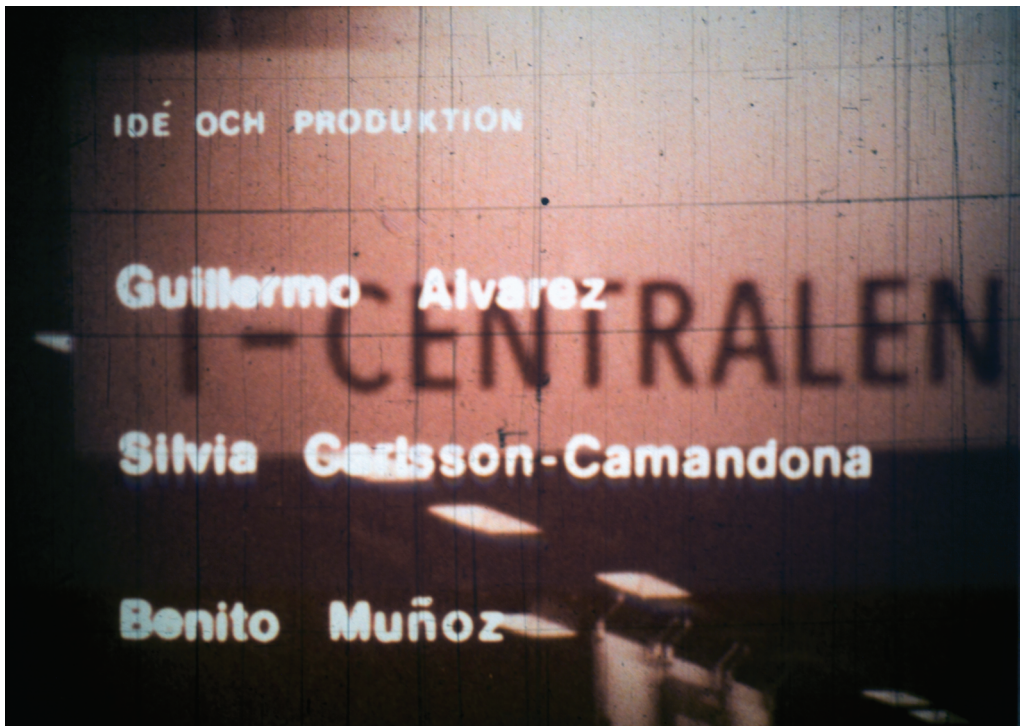 IDÉ OCH PRODUKTION
Guillermo Alvarez
T-CENTRALEN
Silvia Carlsson-Camandona
Benito Muñoz